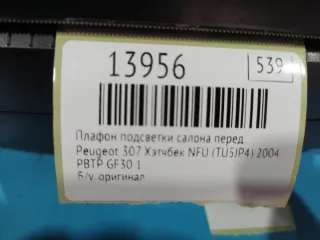 13956
539
Плафон подсветки салона перед
Peugeot 307 Хэтчбек NFU (TU5JP4) 2004
PBTP GF30 1
Б/у оригинал